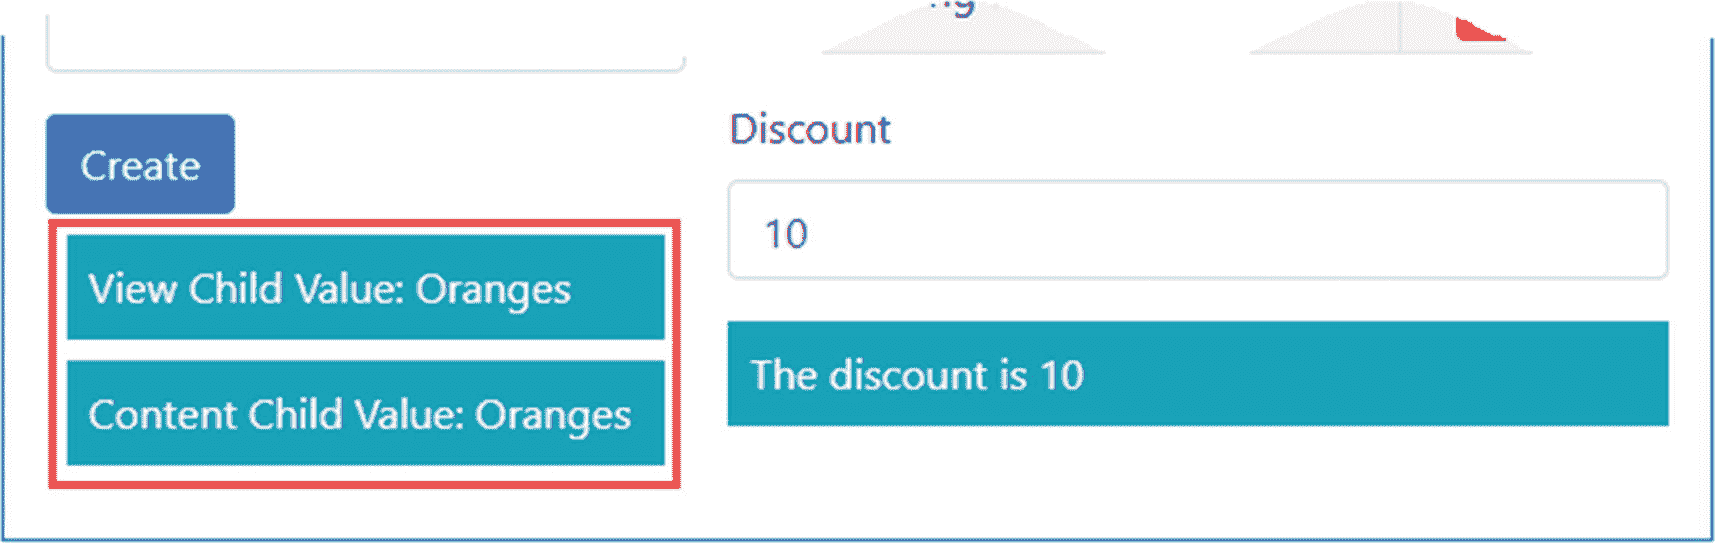 Create
View Child Value: Oranges
Content Child Value: Oranges
Discount
10
The discount is 10